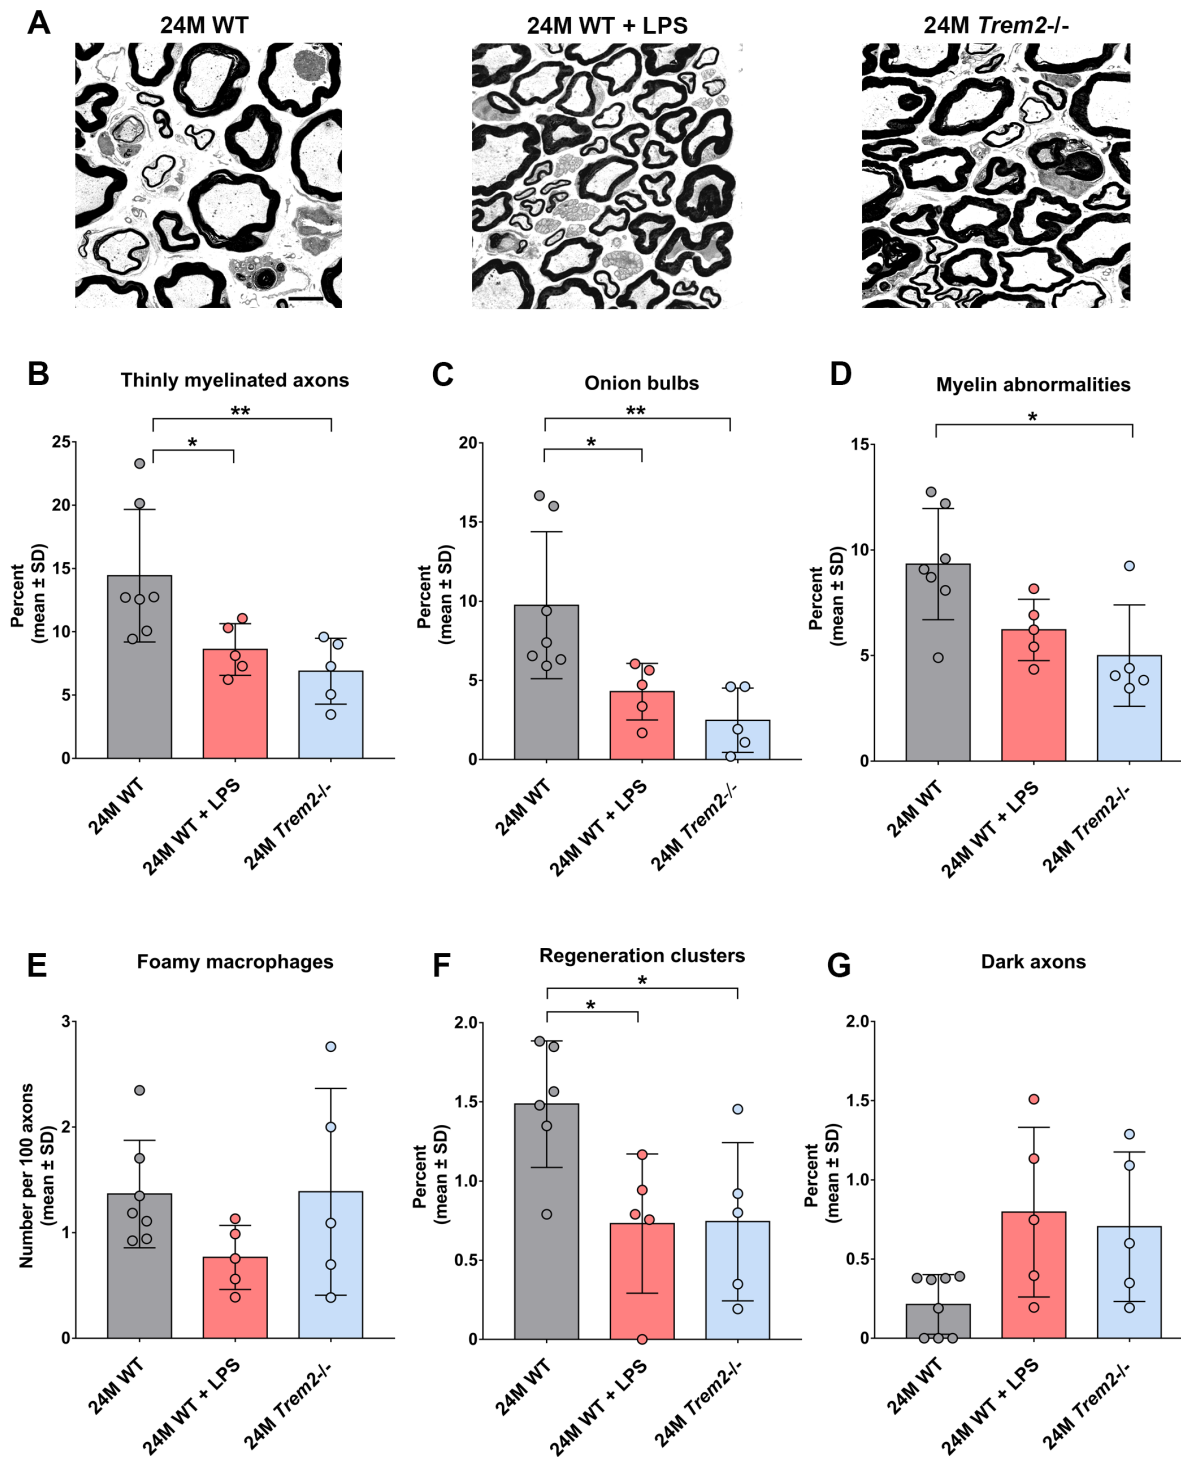 A
24M WT
24M WT + LPS
24M Trem2-/-
B
Thinly myelinated axons
**
*
Percent
(mean ± SD)
25
20
15
10
5
0
24M WT
24M WT + LPS
24M Trem2-/-
C
Onion bulbs
**
*
Percent
(mean ± SD)
20
15
10
5
0
24M WT
24M WT + LPS
24M Trem2-/-
D
Myelin abnormalities
*
Percent
(mean ± SD)
15
10
5
0
24M WT
24M WT + LPS
24M Trem2-/-
E
Foamy macrophages
Number per 100 axons
(mean ± SD)
3
2
1
0
24M WT
24M WT + LPS
24M Trem2-/-
F
Regeneration clusters
*
*
Percent
(mean ± SD)
2.0
1.5
1.0
0.5
0
24M WT
24M WT + LPS
24M Trem2-/-
G
Dark axons
Percent
(mean ± SD)
2.0
1.5
1.0
0.5
0
24M WT
24M WT + LPS
24M Trem2-/-